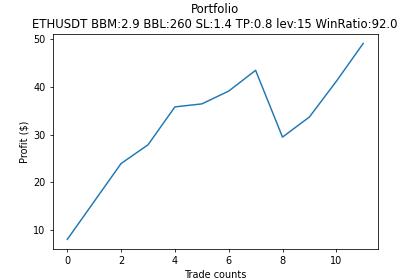 Portfolio
ETHUSDT BBM:2.9 BBL:260 SL:1.4 TP:0.8 lev:15 WinRatio:92.0
50
40
30
20
10
Profit ($)
0 2 4 6 8 10
Trade counts